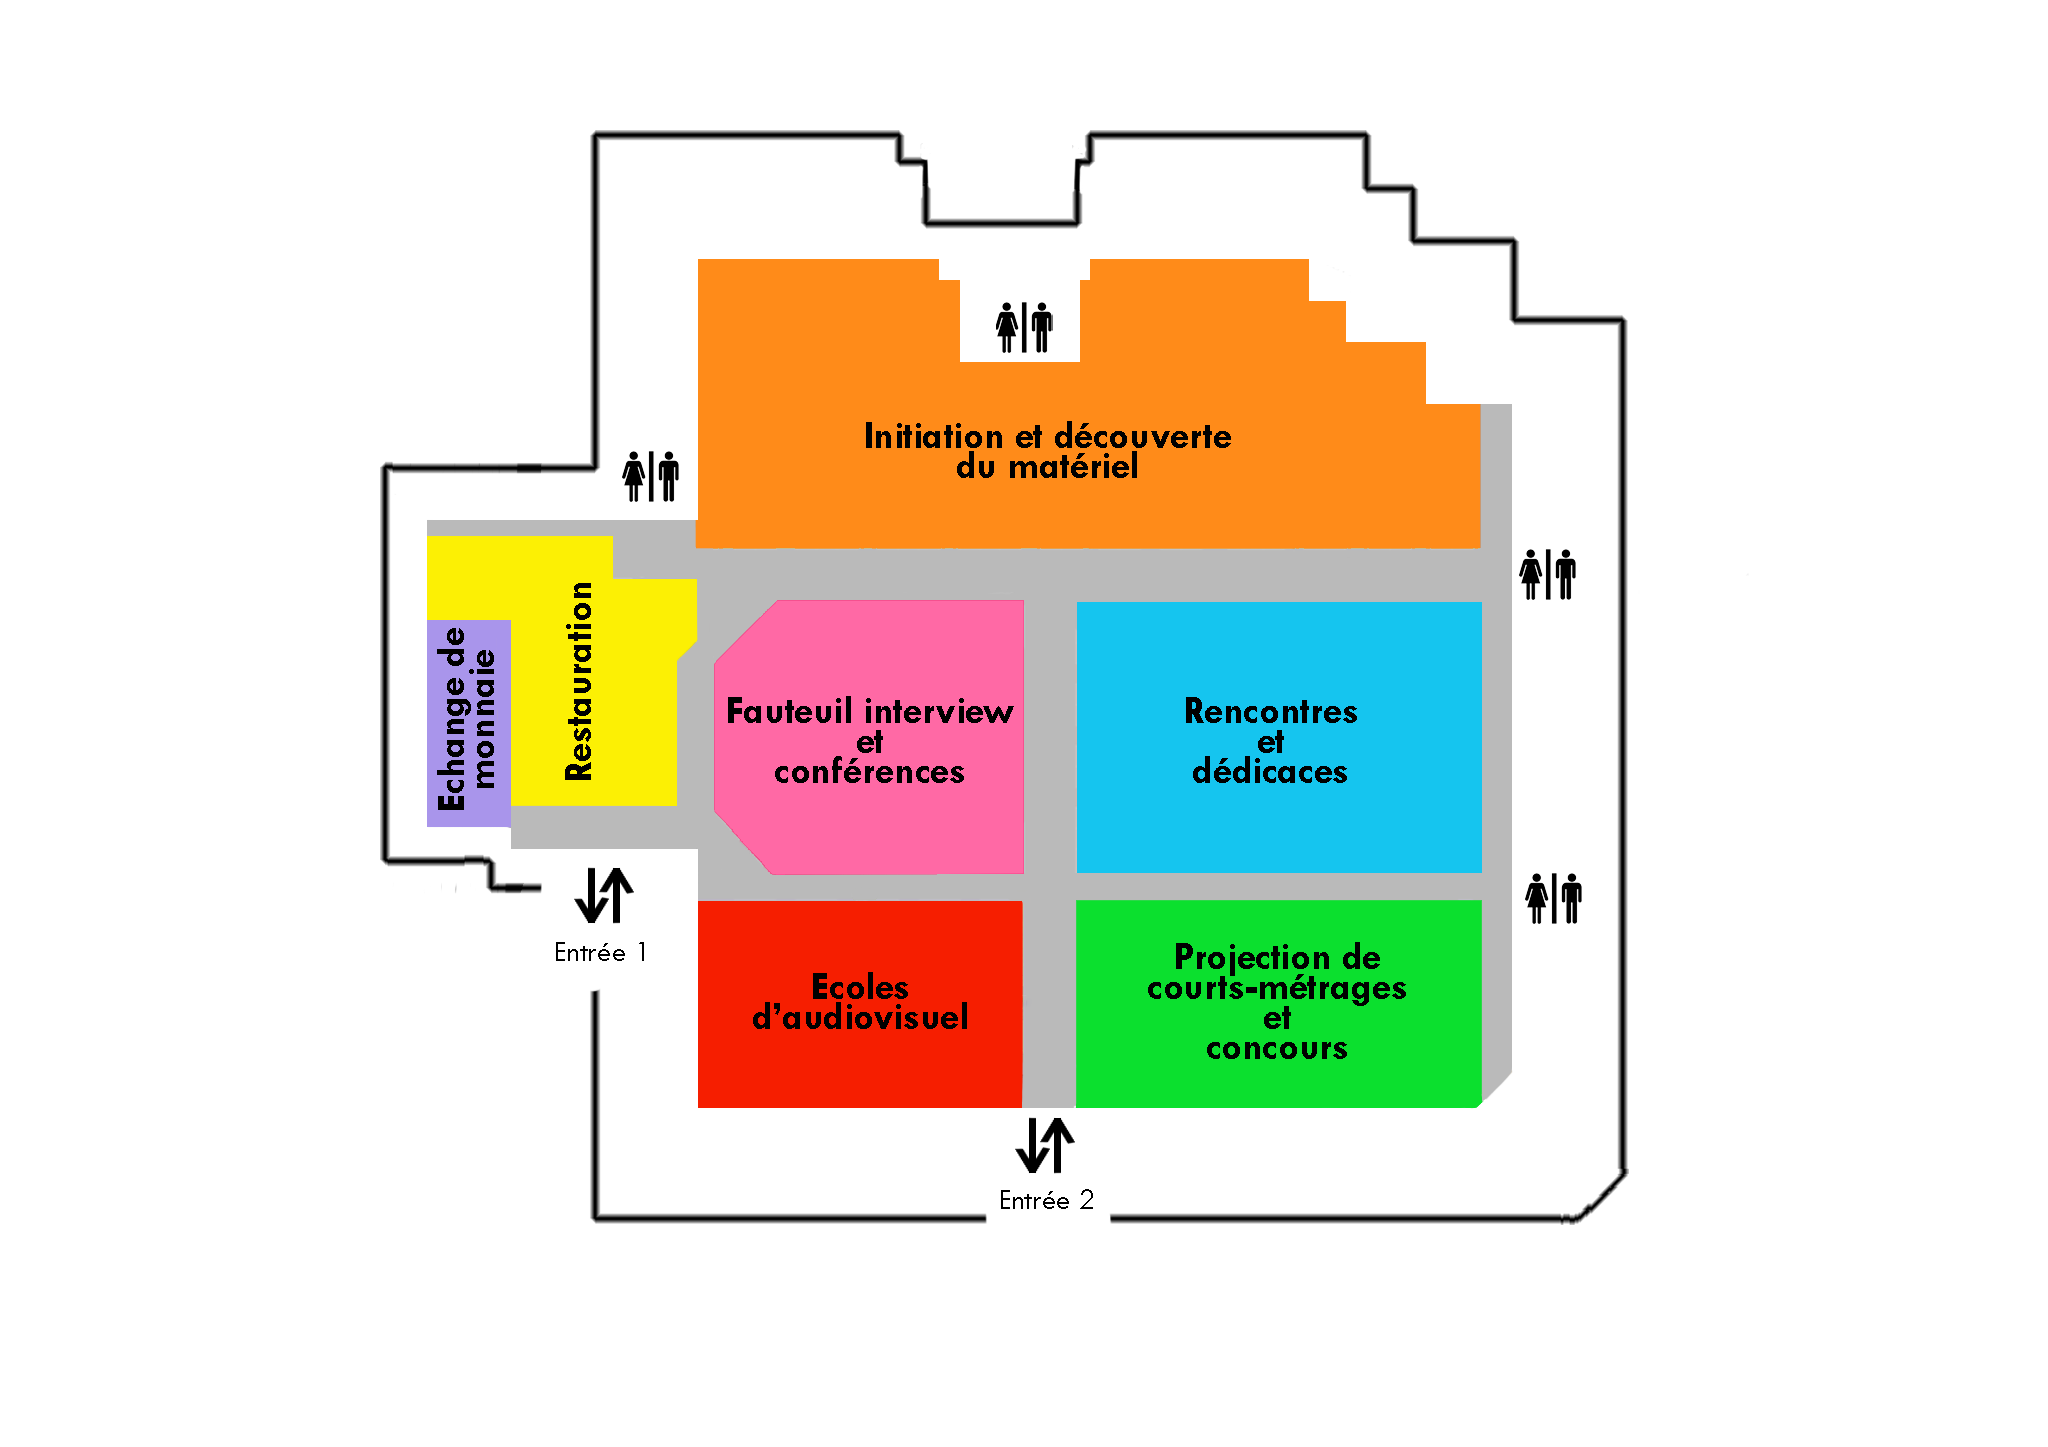 Initiation et découverte
du matériel
Echange de
monnaie
Restauration
Fauteuil interview
et
conférences
Rencontres
et
dédicaces
Entrée 1
Ecoles
d'audiovisuel
Projection de
courts-métrages
et
concours
Entrée 2